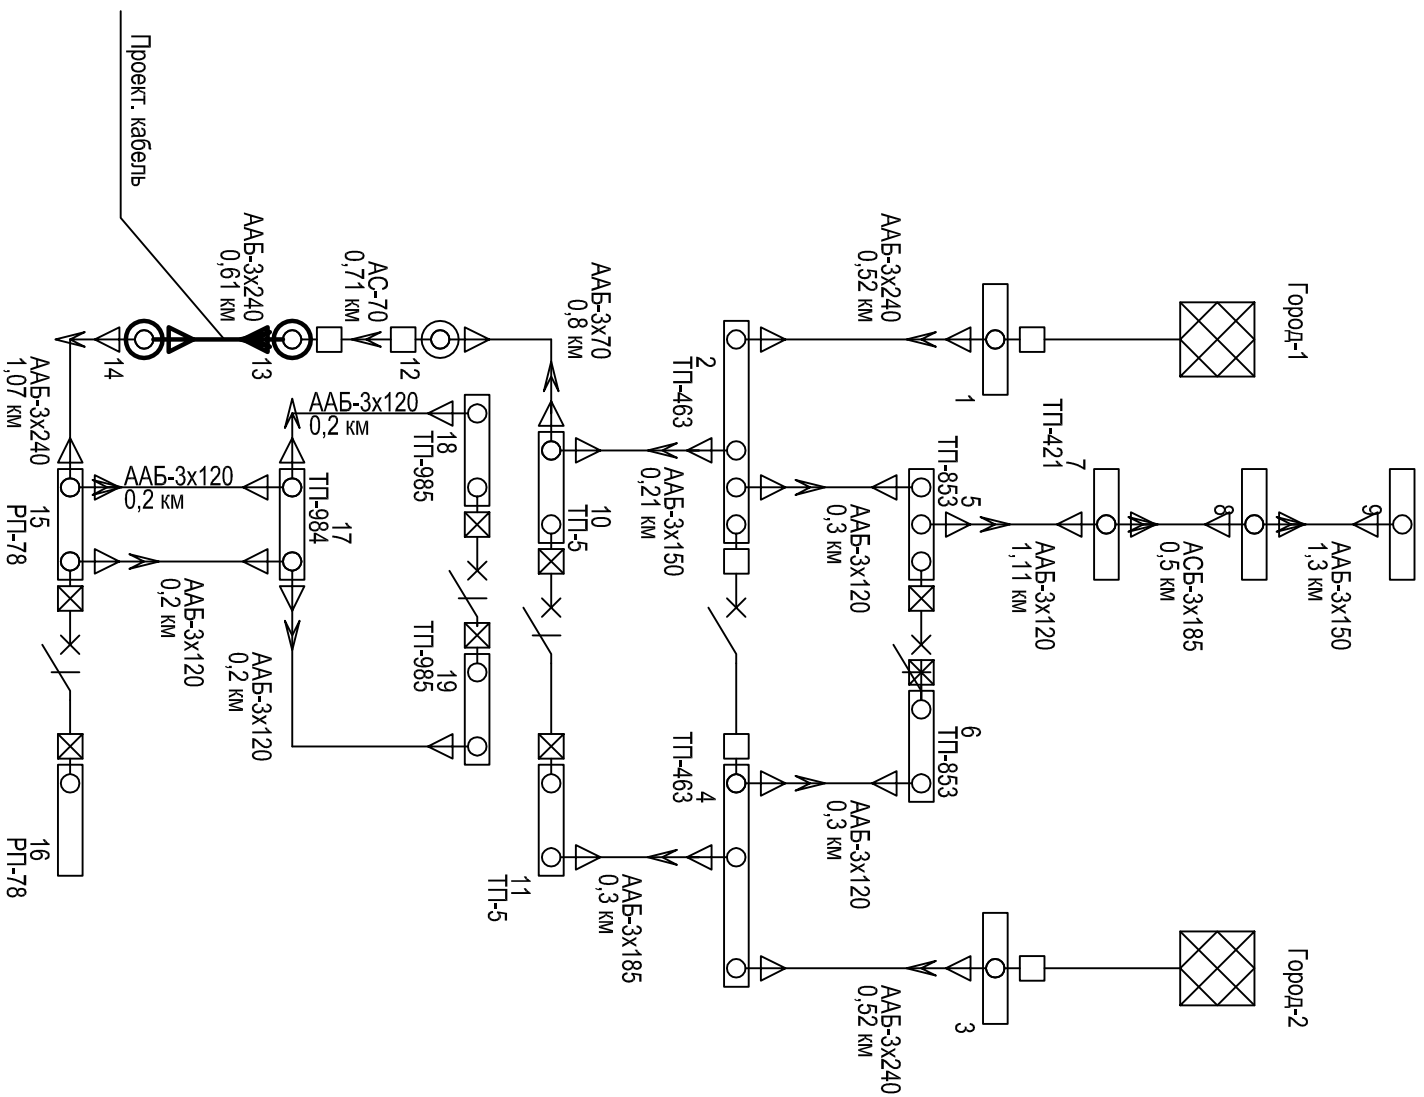 Город-1
Город-2
ААБ-3х240
0,52 км
1
ААБ-3х240
0,52 км
3
9
ААБ-3х150
1,3 км
8
АСБ-3х185
0,5 км
7
ТП-421
ААБ-3х120
1,11 км
5
ТП-853
6
ТП-853
ААБ-3х120
0,3 км
ААБ-3х120
0,3 км
2
ТП-463
4
ТП-463
ААБ-3х150
0,21 км
ААБ-3х185
0,3 км
10
ТП-5
11
ТП-5
ААБ-3х70
0,8 км
12
АС-70
0,71 км
13
ААБ-3х240
0,61 км
Проект. кабель
14
ААБ-3х240
1,07 км
18
ТП-985
19
ТП-985
ААБ-3х120
0,2 км
ААБ-3х120
0,2 км
17
ТП-984
ААБ-3х120
0,2 км
ААБ-3х120
0,2 км
15
РП-78
16
РП-78